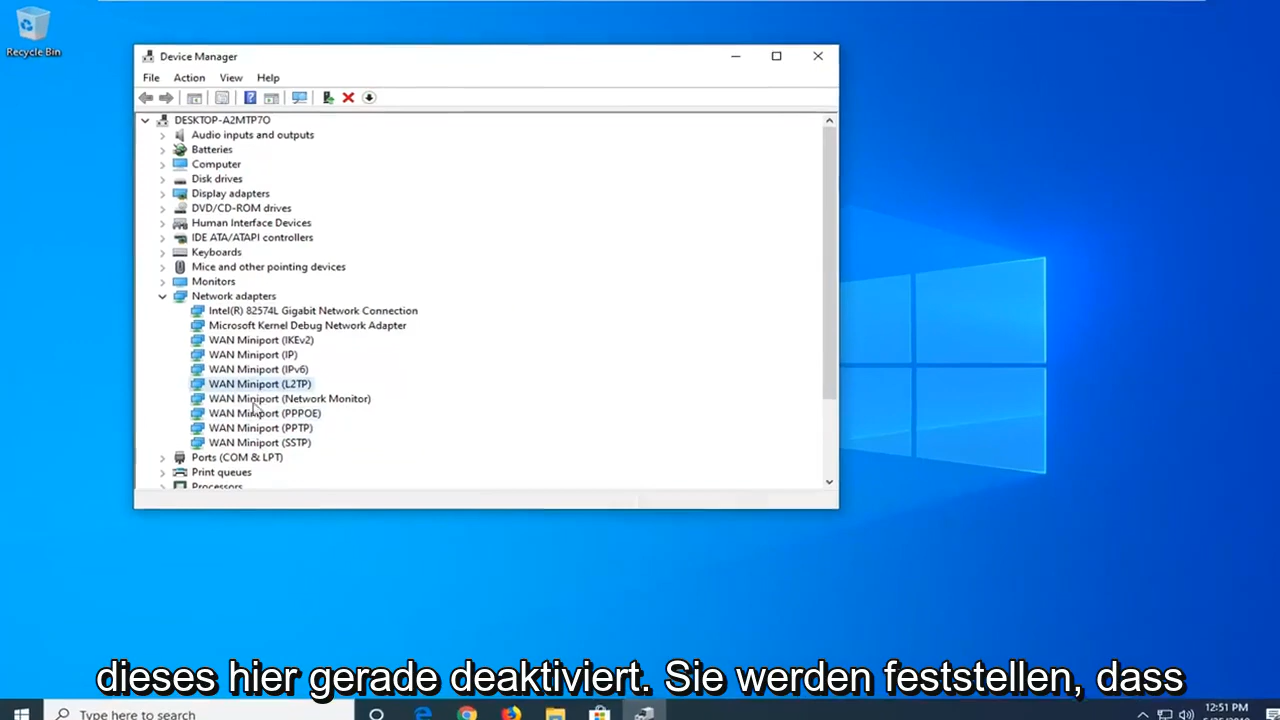 Recycle Bin
Device Manager
File Action View Help
DESKTOP-A2MTP7O
Audio inputs and outputs
Batteries
Computer
Disk drives
Display adapters
DVD/CD-ROM drives
Human Interface Devices
IDE ATA/ATAPI controllers
Keyboards
Mice and other pointing devices
Monitors
Network adapters
Intel(R) 82574L Gigabit Network Connection
Microsoft Kernel Debug Network Adapter
WAN Miniport (IKEv2)
WAN Miniport (IP)
WAN Miniport (IPv6)
WAN Miniport (L2TP)
WAN Miniport (Network Monitor)
WAN Miniport (PPPOE)
WAN Miniport (PPTP)
WAN Miniport (SSTP)
Ports (COM & LPT)
Print queues
Processors
dieses hier gerade deaktiviert. Sie werden feststellen, dass
Type here to search
12:51 PM